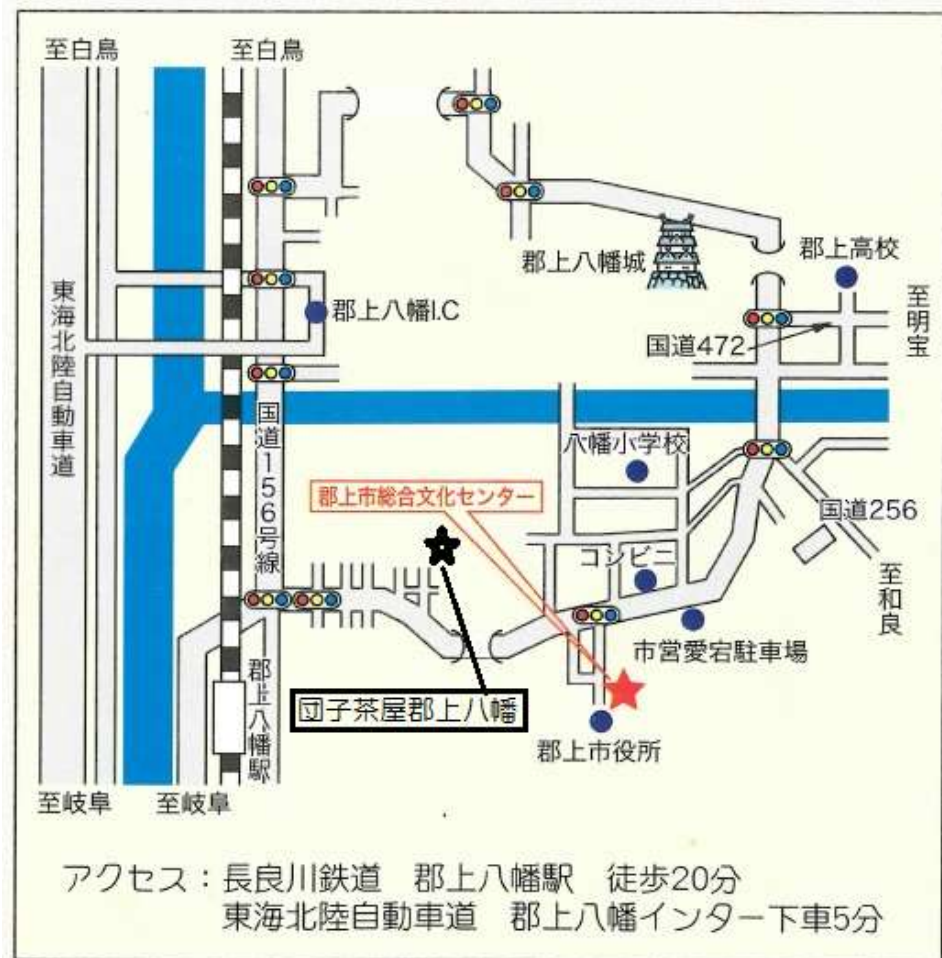 至白鳥
至白鳥
郡上八幡城
郡上高校
至明宝
東海北陸自動車道
郡上八幡I.C
国道472
国道156号線
八幡小学校
郡上市総合文化センター
国道256
コンビニ
至和良
市営愛宕駐車場
団子茶屋郡上八幡
郡上八幡駅
郡上市役所
至岐阜
至岐阜
アクセス：長良川鉄道 郡上八幡駅 徒歩20分
東海北陸自動車道 郡上八幡インター下車5分